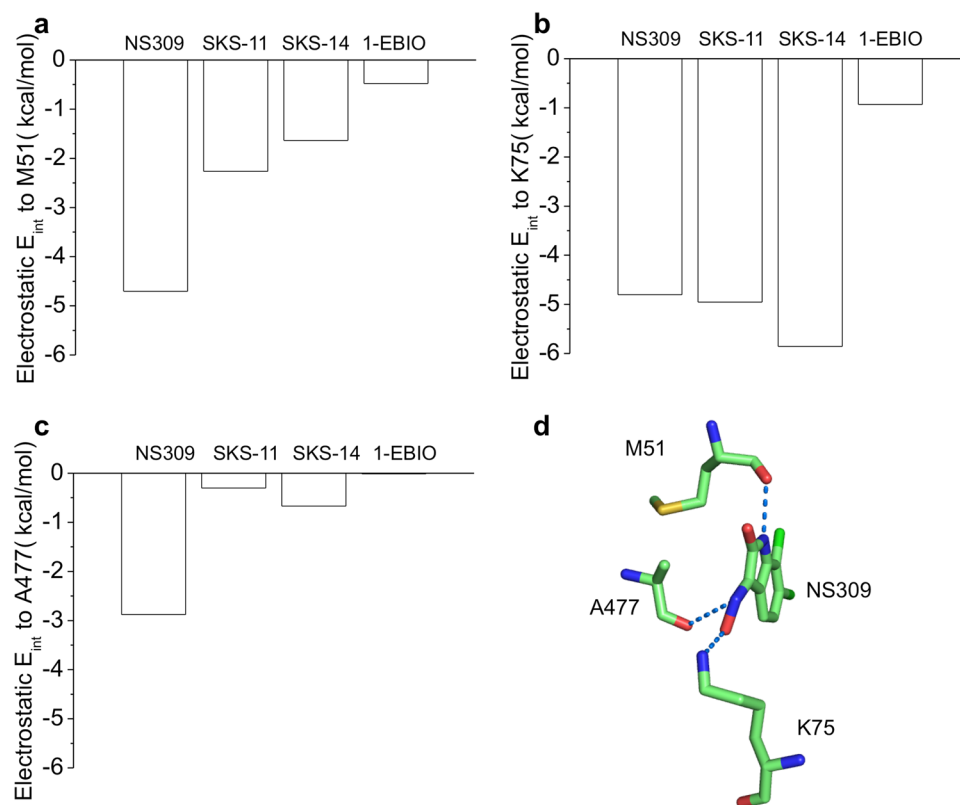 a
NS309 SKS-11 SKS-14 1-EBIO
0
-1
-2
-3
-4
-5
-6
Electrostatic Eint to M51( kcal/mol)
b
NS309 SKS-11 SKS-14 1-EBIO
0
-1
-2
-3
-4
-5
-6
Electrostatic Eint to K75( kcal/mol)
c
NS309 SKS-11 SKS-14 1-EBIO
0
-1
-2
-3
-4
-5
-6
Electrostatic Eint to A477( kcal/mol)
d
M51
A477
NS309
K75